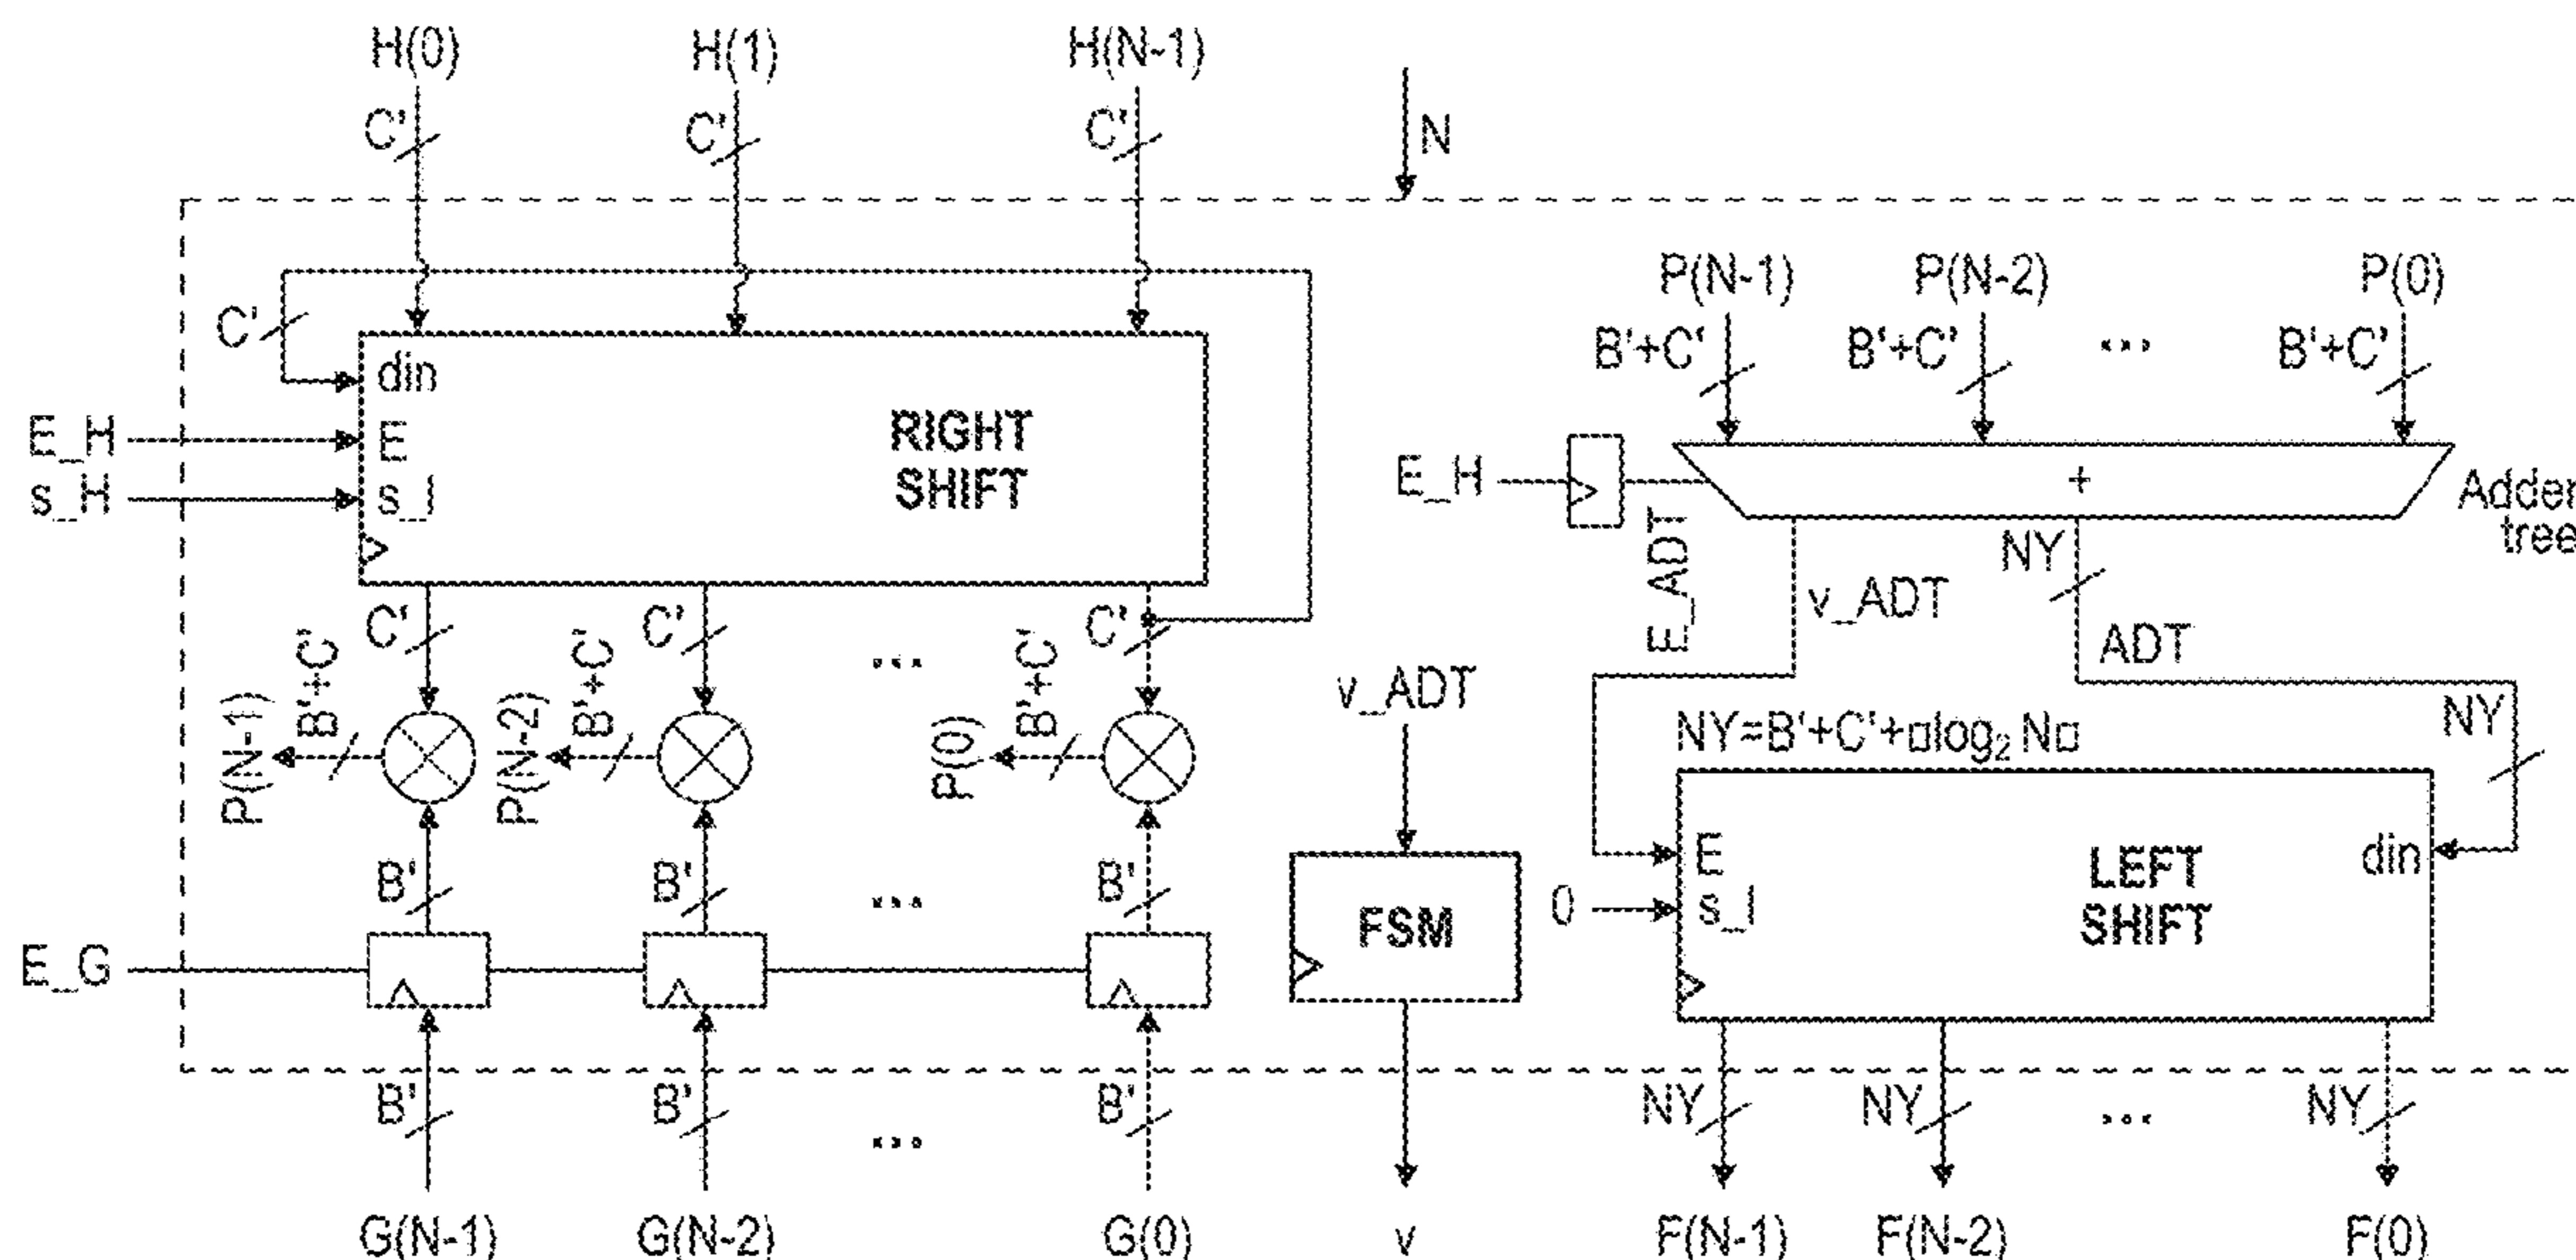 H(0) H(1) H(N-1)
C' C' C' N
P(N-1) P(N-2) P(0)
C' B'+C' B'+C' ... B'+C'
din
E_H E RIGHT SHIFT E_H + Adder tree
s_H s_l
E_ADT v_ADT NY ADT
C' C' ... C'
P(N-1) B'+C' P(N-2) B'+C' P(0) B'+C' v_ADT NY
NY=B'+C'+▯log₂ N▯
B' B' ... B' E LEFT SHIFT din
FSM 0 s_l
E_G
B' B' ... B' NY NY ... NY
G(N-1) G(N-2) G(0) v F(N-1) F(N-2) F(0)